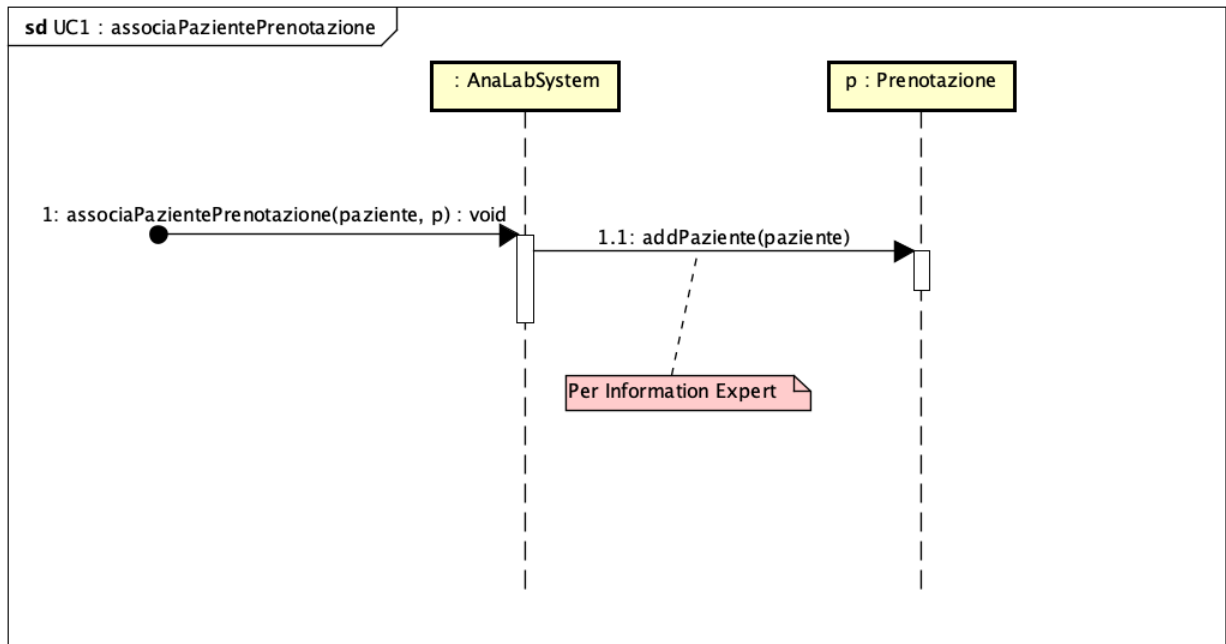 sd UC1 : associaPazientePrenotazione
: AnaLabSystem
p : Prenotazione
1: associaPazientePrenotazione(paziente, p) : void
1.1: addPaziente(paziente)
Per Information Expert